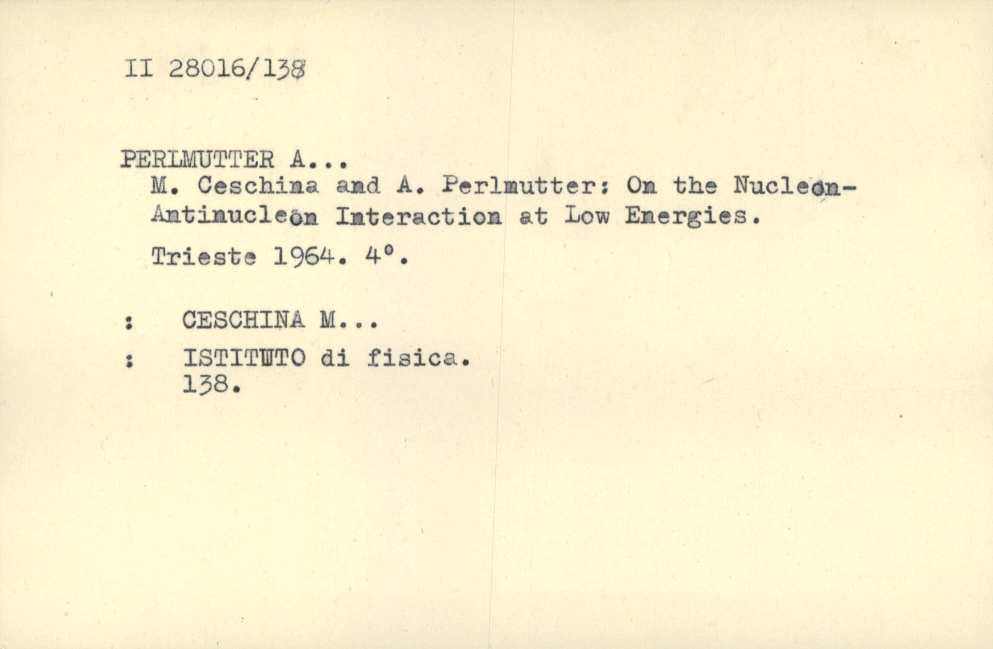 II 28016/138
PERLMUTTER A...
M. Ceschina and A. Perlmutter: On the Nucleon-
Antinucleon Interaction at Low Energies.
Trieste 1964. 4°.
: CESCHINA M...
: ISTITUTO di fisica.
138.